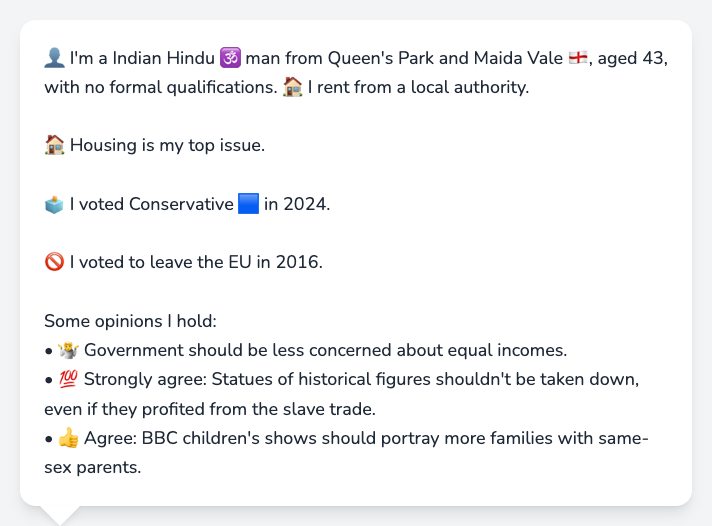 👤 I'm a Indian Hindu 🕉️ man from Queen's Park and Maida Vale 🏴󠁧󠁢󠁥󠁮󠁧󠁿, aged 43,
with no formal qualifications. 🏠 I rent from a local authority.
🏠 Housing is my top issue.
🗳️ I voted Conservative 🟦 in 2024.
🚫 I voted to leave the EU in 2016.
Some opinions I hold:
• 🤷 Government should be less concerned about equal incomes.
• 💯 Strongly agree: Statues of historical figures shouldn't be taken down,
even if they profited from the slave trade.
• 👍 Agree: BBC children's shows should portray more families with same-
sex parents.